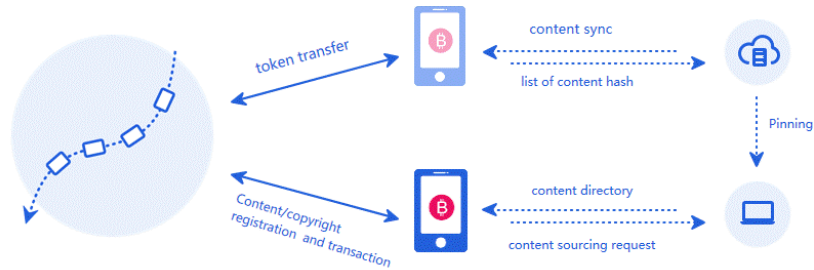 token transfer
content sync
list of content hash
Pinning
Content/copyright
registration and transaction
content directory
content sourcing request